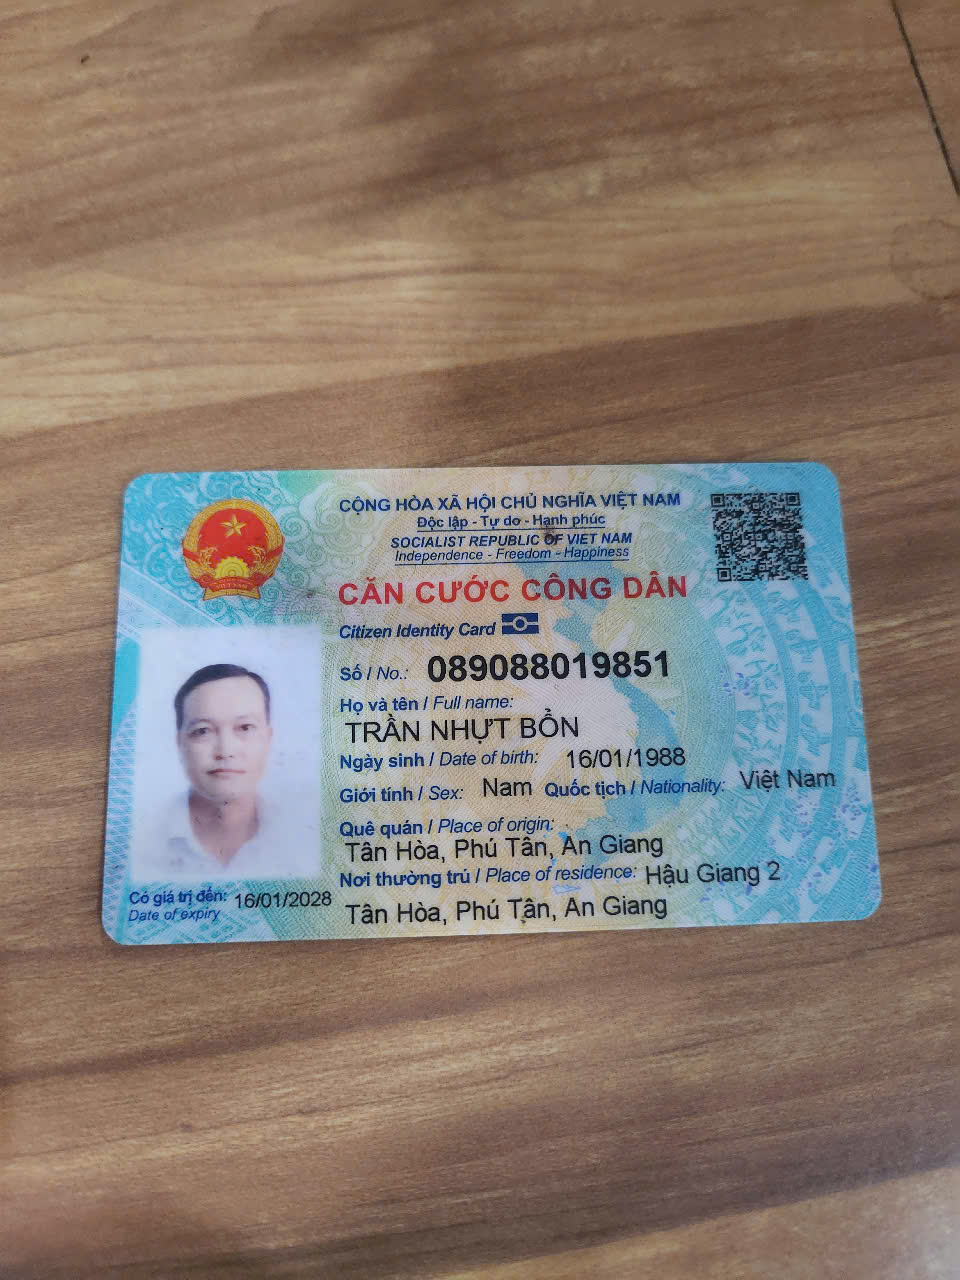 CỘNG HÒA XÃ HỘI CHỦ NGHĨA VIỆT NAM
Độc lập - Tự do - Hạnh phúc
SOCIALIST REPUBLIC OF VIET NAM
Independence - Freedom - Happiness
CĂN CƯỚC CÔNG DÂN
Citizen Identity Card
Số / No.: 089088019851
Họ và tên / Full name:
TRẦN NHỰT BỔN
Ngày sinh / Date of birth: 16/01/1988
Giới tính / Sex: Nam Quốc tịch / Nationality: Việt Nam
Quê quán / Place of origin:
Tân Hòa, Phú Tân, An Giang
Nơi thường trú / Place of residence: Hậu Giang 2
Tân Hòa, Phú Tân, An Giang
Có giá trị đến: 16/01/2028
Date of expiry